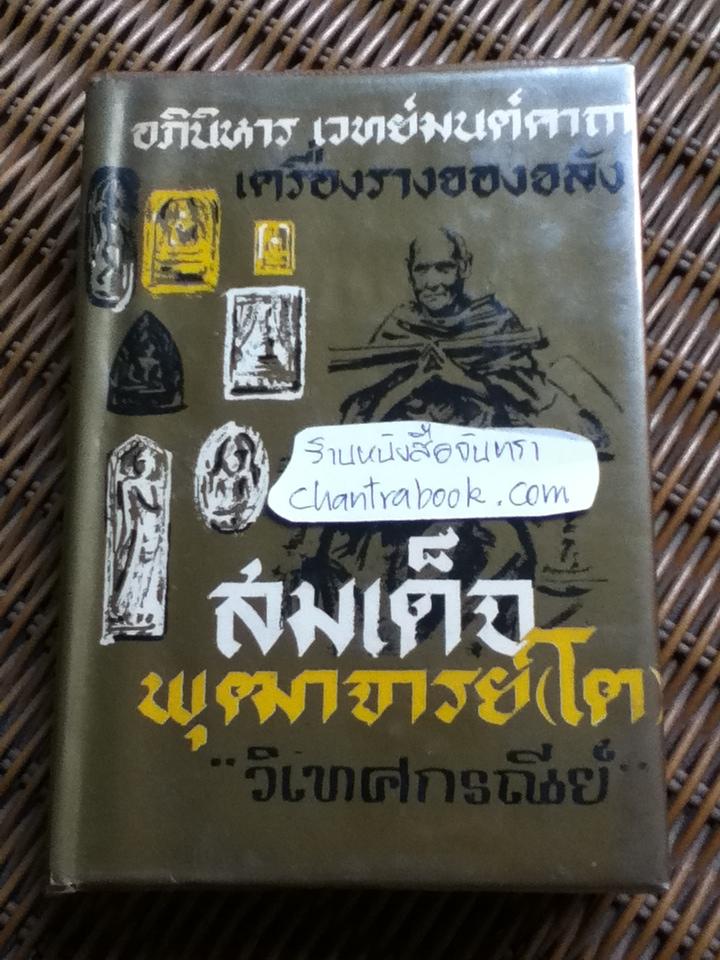 อภินิหาร เวทย์มนต์คาถา
เครื่องรางของขลัง
ร้านหนังสือจันทรา
chantrabook.com
สมเด็จ
พุฒาจารย์(โต)
"วิเทศกรณีย์"